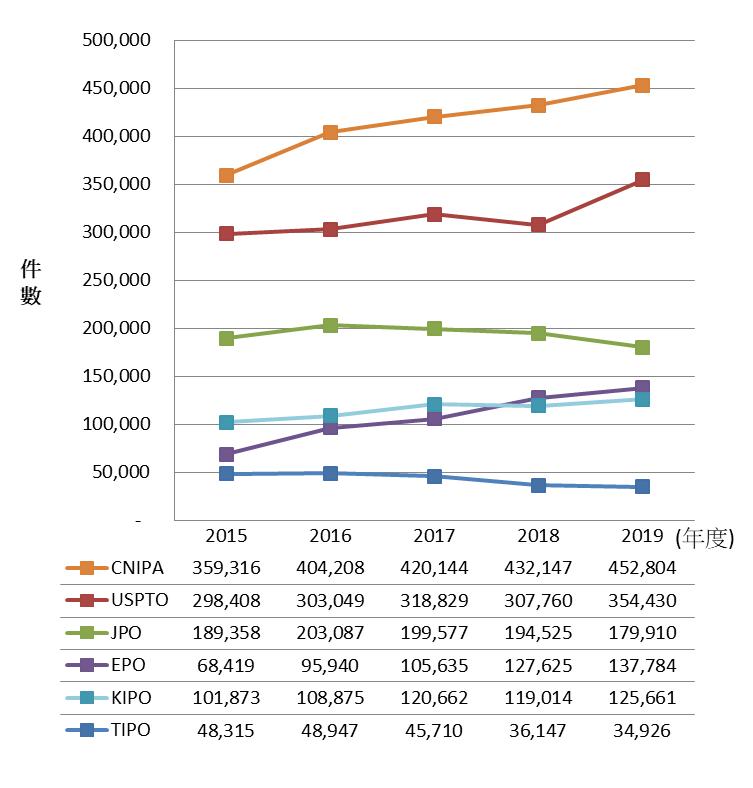 500,000
450,000
400,000
350,000
300,000
250,000
200,000
150,000
100,000
50,000
-
件數
2015 2016 2017 2018 2019 (年度)
CNIPA 359,316 404,208 420,144 432,147 452,804
USPTO 298,408 303,049 318,829 307,760 354,430
JPO 189,358 203,087 199,577 194,525 179,910
EPO 68,419 95,940 105,635 127,625 137,784
KIPO 101,873 108,875 120,662 119,014 125,661
TIPO 48,315 48,947 45,710 36,147 34,926